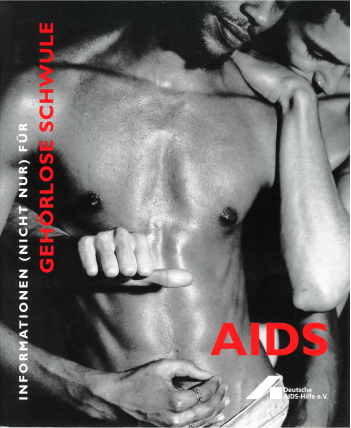 INFORMATIONEN (NICHT NUR) FÜR
GEHÖRLOSE SCHWULE
AIDS
Deutsche
AIDS-Hilfe e.V.